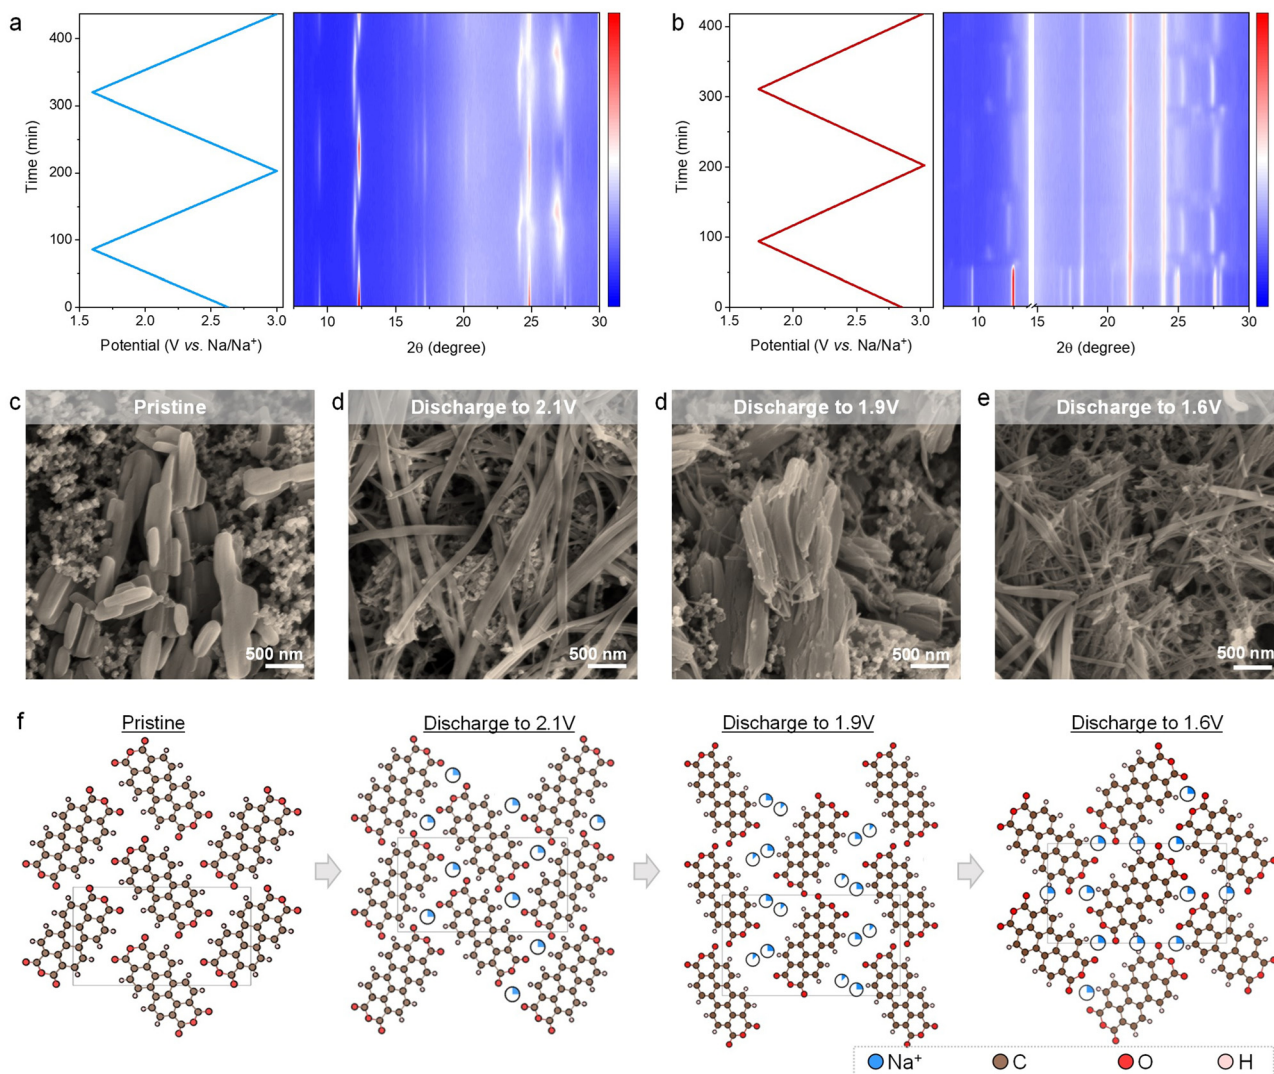 a
b
Time (min)
400
300
200
100
0
1.5 2.0 2.5 3.0
Potential (V vs. Na/Na+)
10 15 20 25 30
2θ (degree)
Time (min)
400
300
200
100
0
1.5 2.0 2.5 3.0
Potential (V vs. Na/Na+)
10 15 20 25 30
2θ (degree)
c
Pristine
500 nm
d
Discharge to 2.1V
500 nm
d
Discharge to 1.9V
500 nm
e
Discharge to 1.6V
500 nm
f
Pristine
Discharge to 2.1V
Discharge to 1.9V
Discharge to 1.6V
Na+ C O H